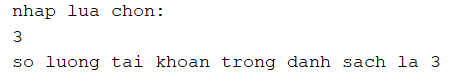 nhap lua chon:
3
so luong tai khoan trong danh sach la 3